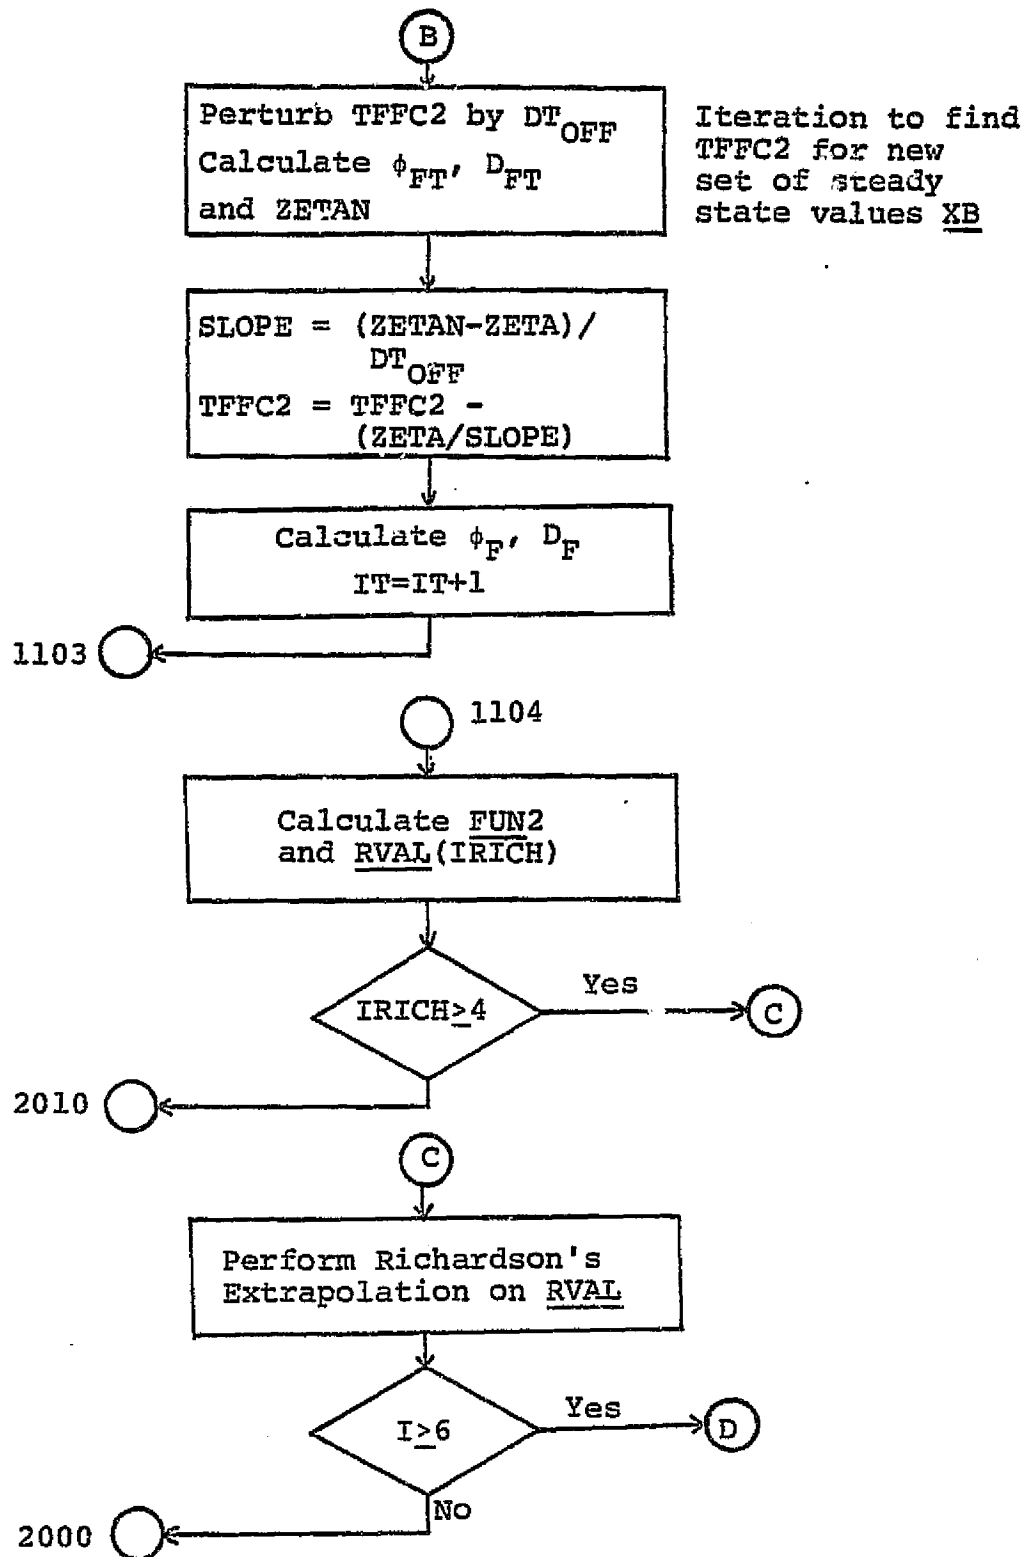 B
Perturb TFFC2 by DT_OFF
Calculate ϕ_FT, D_FT
and ZETAN
Iteration to find
TFFC2 for new
set of steady
state values XB
SLOPE = (ZETAN-ZETA)/
DT_OFF
TFFC2 = TFFC2 -
(ZETA/SLOPE)
Calculate ϕ_F, D_F
IT=IT+1
1103
1104
Calculate FUN2
and RVAL(IRICH)
IRICH≥4
Yes
C
2010
C
Perform Richardson's
Extrapolation on RVAL
I≥6
Yes
D
No
2000